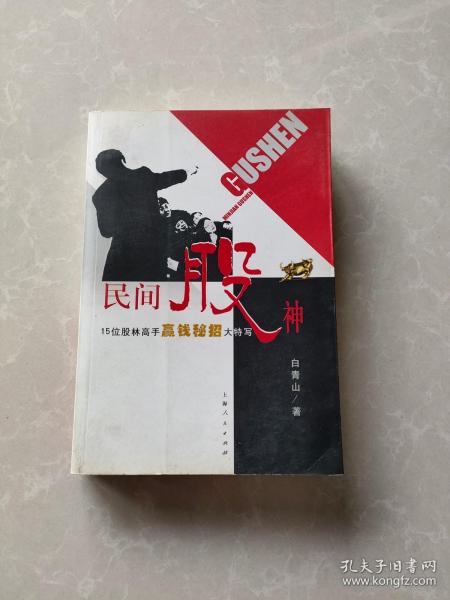 GUSHEN
MINJIAN GUSHEN
民间股神
15位股林高手赢钱秘招大特写
白青山/著
上海人民出版社
孔夫子旧书网
www.kongfz.com